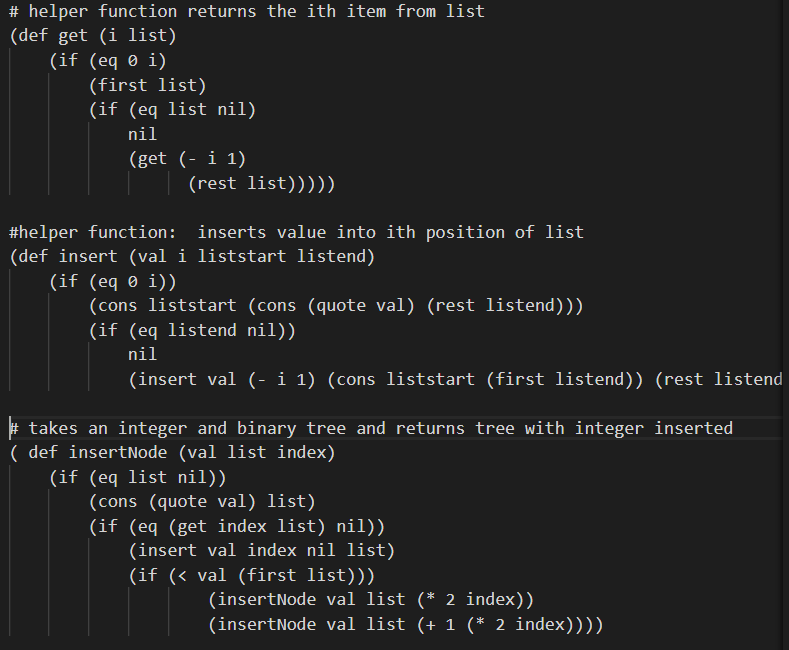 # helper function returns the ith item from list
(def get (i list)
    (if (eq 0 i)
        (first list)
        (if (eq list nil)
            nil
            (get (- i 1)
                  (rest list)))))

#helper function:  inserts value into ith position of list
(def insert (val i liststart listend)
    (if (eq 0 i))
        (cons liststart (cons (quote val) (rest listend)))
        (if (eq listend nil))
            nil
            (insert val (- i 1) (cons liststart (first listend)) (rest listend

# takes an integer and binary tree and returns tree with integer inserted
( def insertNode (val list index)
    (if (eq list nil))
        (cons (quote val) list)
        (if (eq (get index list) nil))
            (insert val index nil list)
            (if (< val (first list)))
                    (insertNode val list (* 2 index))
                    (insertNode val list (+ 1 (* 2 index))))